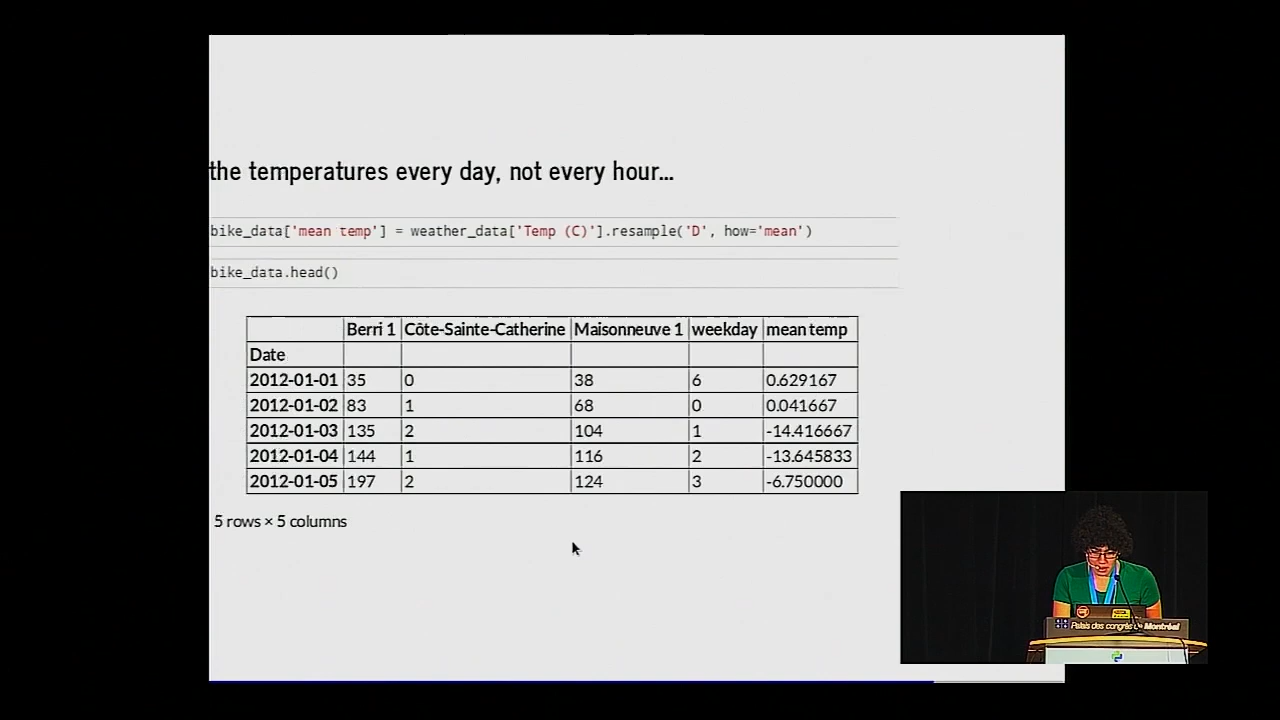 the temperatures every day, not every hour...
bike_data['mean temp'] = weather_data['Temp (C)'].resample('D', how='mean')
bike_data.head()
Berri 1 Côte-Sainte-Catherine Maisonneuve 1 weekday mean temp
Date
2012-01-01 35 0 38 6 0.629167
2012-01-02 83 1 68 0 0.041667
2012-01-03 135 2 104 1 -14.416667
2012-01-04 144 1 116 2 -13.645833
2012-01-05 197 2 124 3 -6.750000
5 rows × 5 columns
Palais des congrès de Montréal